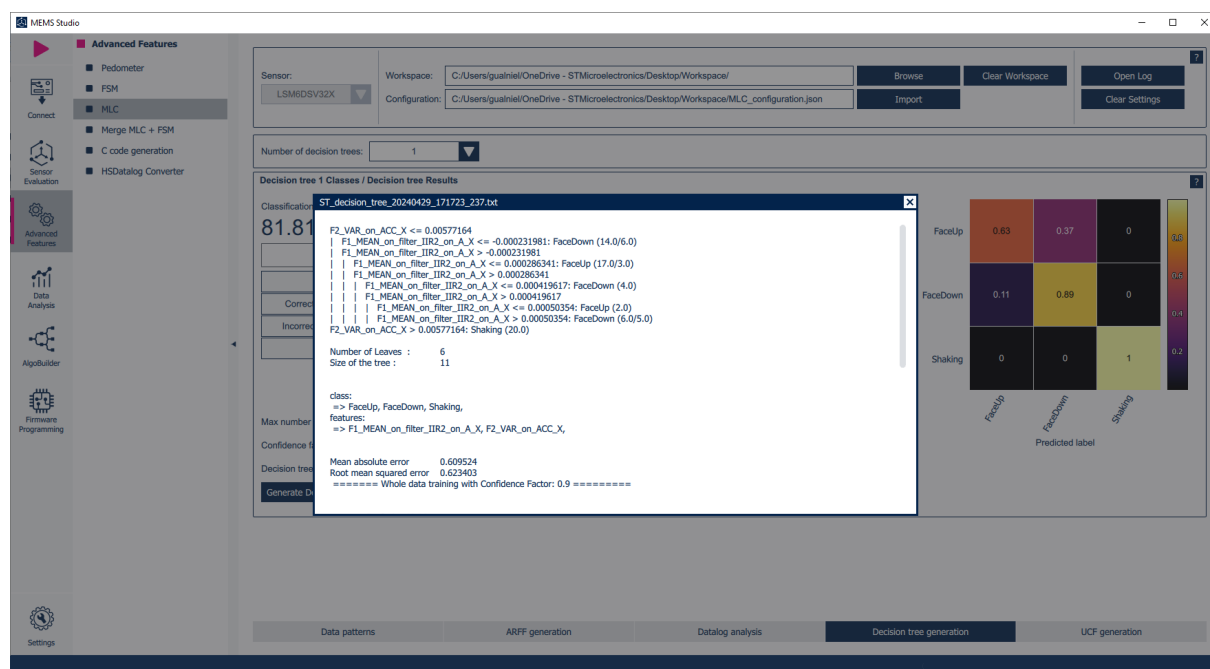 MEMS Studio
Advanced Features
Pedometer
FSM
MLC
Merge MLC + FSM
C code generation
HSDatalog Converter
Connect
Sensor
Evaluation
Advanced
Features
Data
Analysis
AlgoBuilder
Firmware
Programming
Settings
Sensor:
LSM6DSV32X
Workspace:
C:/Users/gualniel/OneDrive - STMicroelectronics/Desktop/Workspace/
Browse
Clear Workspace
Open Log
Configuration:
C:/Users/gualniel/OneDrive - STMicroelectronics/Desktop/Workspace/MLC_configuration.json
Import
Clear Settings
?
Number of decision trees:
1
Decision tree 1 Classes / Decision tree Results
?
Classification
81.81
Correc
Incorrec
Max number
Confidence fa
Decision tree
Generate De
ST_decision_tree_20240429_171723_237.txt
F2_VAR_on_ACC_X <= 0.00577164
| F1_MEAN_on_filter_IIR2_on_A_X <= -0.000231981: FaceDown (14.0/6.0)
| F1_MEAN_on_filter_IIR2_on_A_X > -0.000231981
| | F1_MEAN_on_filter_IIR2_on_A_X <= 0.000286341: FaceUp (17.0/3.0)
| | F1_MEAN_on_filter_IIR2_on_A_X > 0.000286341
| | | F1_MEAN_on_filter_IIR2_on_A_X <= 0.000419617: FaceDown (4.0)
| | | F1_MEAN_on_filter_IIR2_on_A_X > 0.000419617
| | | | F1_MEAN_on_filter_IIR2_on_A_X <= 0.00050354: FaceUp (2.0)
| | | | F1_MEAN_on_filter_IIR2_on_A_X > 0.00050354: FaceDown (6.0/5.0)
F2_VAR_on_ACC_X > 0.00577164: Shaking (20.0)
Number of Leaves : 6
Size of the tree : 11
class:
=> FaceUp, FaceDown, Shaking,
features:
=> F1_MEAN_on_filter_IIR2_on_A_X, F2_VAR_on_ACC_X,
Mean absolute error 0.609524
Root mean squared error 0.623403
======= Whole data training with Confidence Factor: 0.9 =========
FaceUp
0.63
0.37
0
FaceDown
0.11
0.89
0
Shaking
0
0
1
0.8
0.6
0.4
0.2
FaceUp
FaceDown
Shaking
Predicted label
Data patterns
ARFF generation
Datalog analysis
Decision tree generation
UCF generation